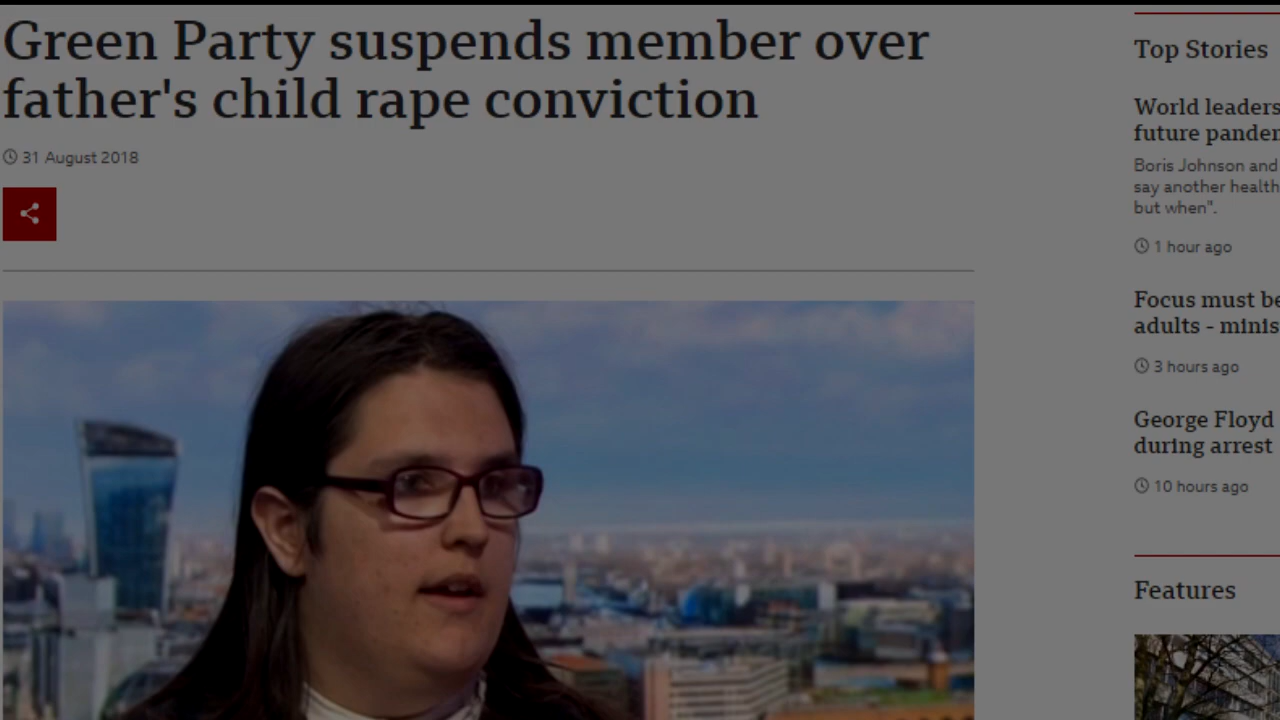 Green Party suspends member over
father's child rape conviction
31 August 2018
Top Stories
World leaders
future
Boris Johnson and
say another health
but when".
1 hour ago
Focus must be
adults -
3 hours ago
George Floyd
during arrest
10 hours ago
Features